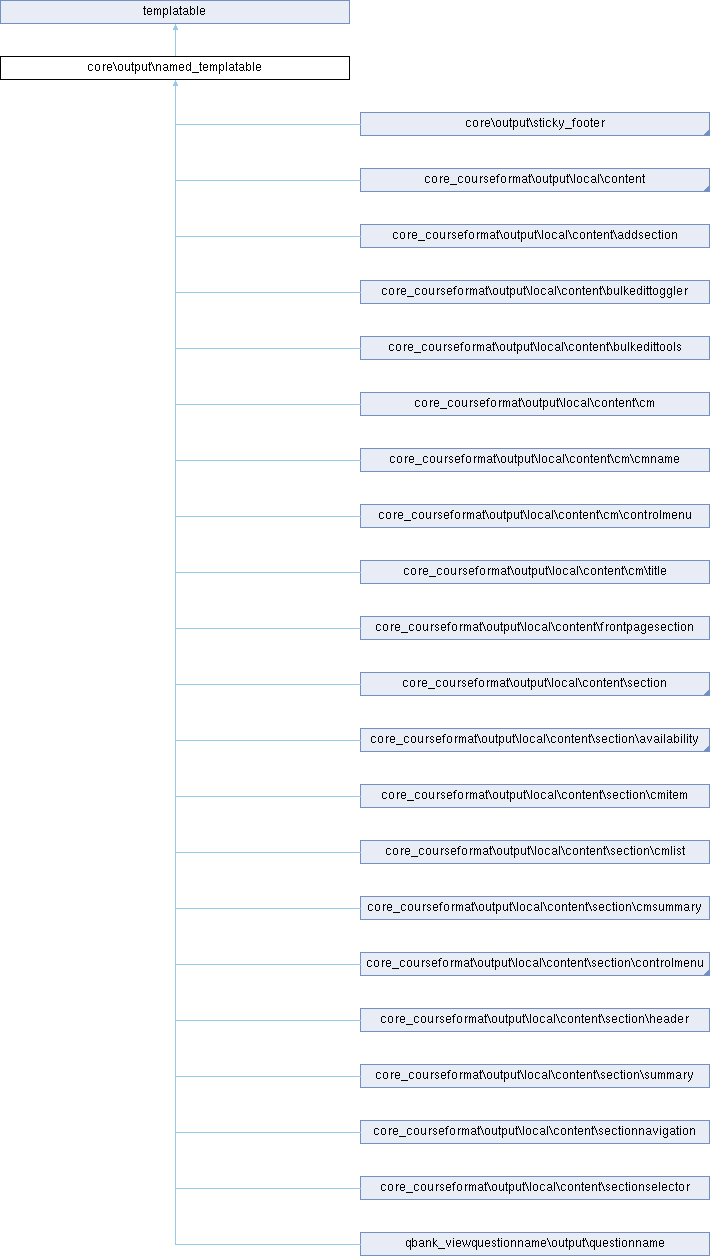 templatable
core\output\named_templatable
core\output\sticky_footer
core_courseformat\output\local\content
core_courseformat\output\local\content\addsection
core_courseformat\output\local\content\bulkedittoggler
core_courseformat\output\local\content\bulkedittools
core_courseformat\output\local\content\cm
core_courseformat\output\local\content\cm\cmname
core_courseformat\output\local\content\cm\controlmenu
core_courseformat\output\local\content\cm\title
core_courseformat\output\local\content\frontpagesection
core_courseformat\output\local\content\section
core_courseformat\output\local\content\section\availability
core_courseformat\output\local\content\section\cmitem
core_courseformat\output\local\content\section\cmlist
core_courseformat\output\local\content\section\cmsummary
core_courseformat\output\local\content\section\controlmenu
core_courseformat\output\local\content\section\header
core_courseformat\output\local\content\section\summary
core_courseformat\output\local\content\sectionnavigation
core_courseformat\output\local\content\sectionselector
qbank_viewquestionname\output\questionname